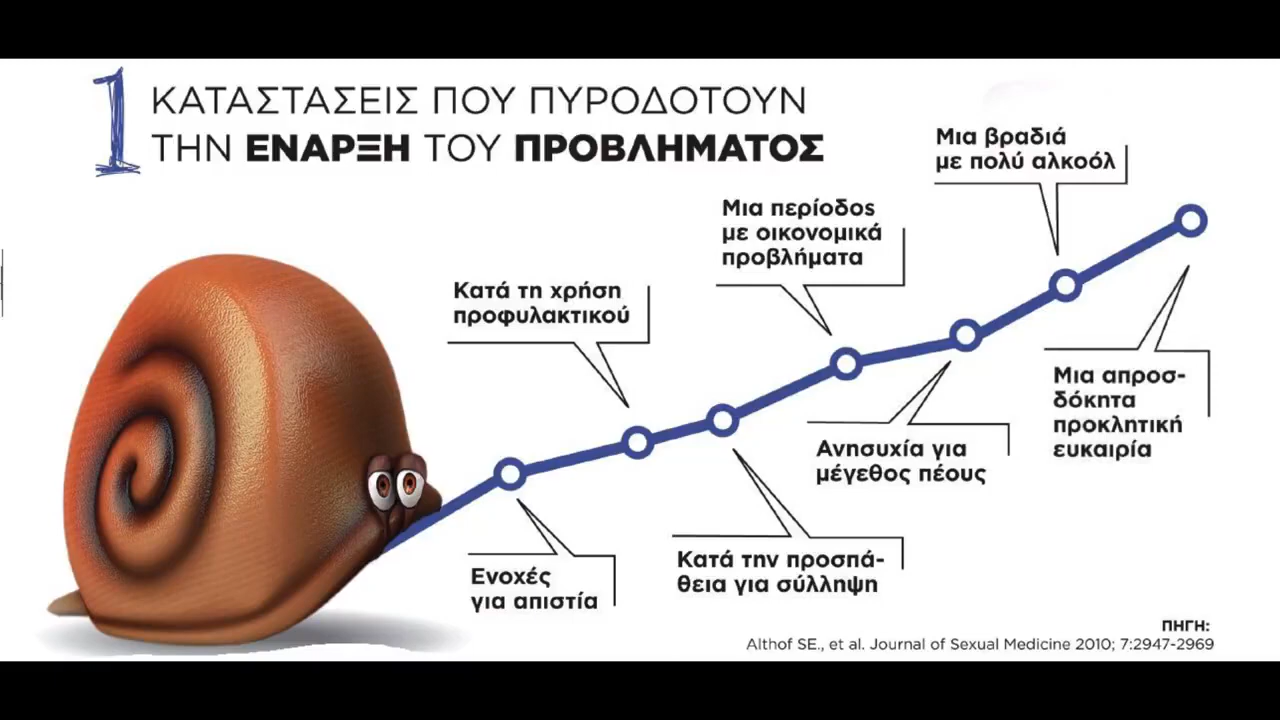 1
ΚΑΤΑΣΤΑΣΕΙΣ ΠΟΥ ΠΥΡΟΔΟΤΟΥΝ
ΤΗΝ ΕΝΑΡΞΗ ΤΟΥ ΠΡΟΒΛΗΜΑΤΟΣ
Ενοχές
για απιστία
Κατά τη χρήση
προφυλακτικού
Κατά την προσπά-
θεια για σύλληψη
Μια περίοδος
με οικονομικά
προβλήματα
Ανησυχία για
μέγεθος πέους
Μια βραδιά
με πολύ αλκοόλ
Μια απροσ-
δόκητα
προκλητική
ευκαιρία
ΠΗΓΗ:
Althof SE., et al. Journal of Sexual Medicine 2010; 7:2947-2969